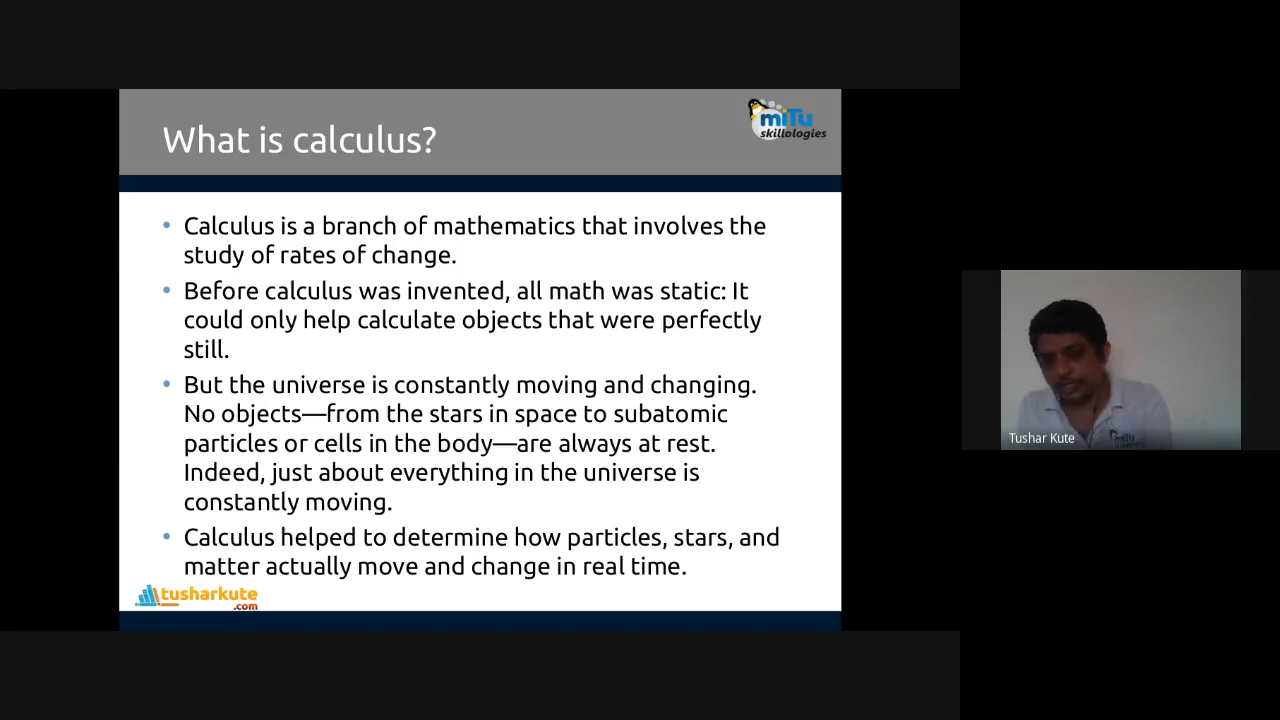 What is calculus?
miTu
skillologies
• Calculus is a branch of mathematics that involves the
study of rates of change.
• Before calculus was invented, all math was static: It
could only help calculate objects that were perfectly
still.
• But the universe is constantly moving and changing.
No objects—from the stars in space to subatomic
particles or cells in the body—are always at rest.
Indeed, just about everything in the universe is
constantly moving.
• Calculus helped to determine how particles, stars, and
matter actually move and change in real time.
tusharkute
.com
miTu
Tushar Kute